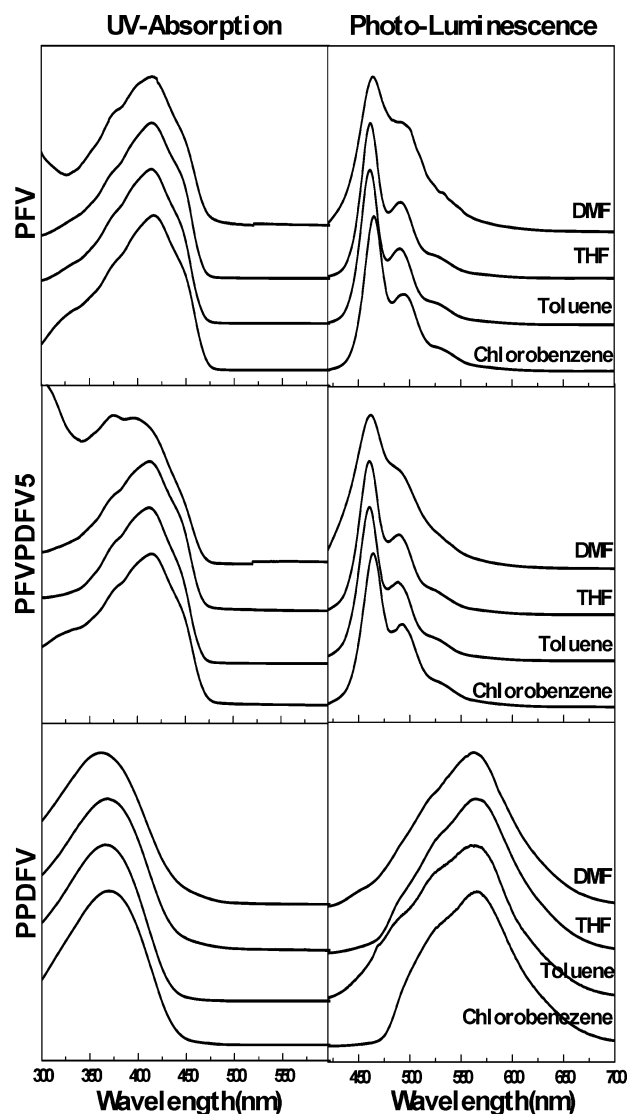 UV-Absorption Photo-Luminescence
PFV
DMF
THF
Toluene
Chlorobenzene
PFVPDFV5
DMF
THF
Toluene
Chlorobenzene
PPDFV
DMF
THF
Toluene
Chlorobenezene
300 350 400 450 500 550 450 500 550 600 650 700
Wavelength(nm) Wavelength(nm)